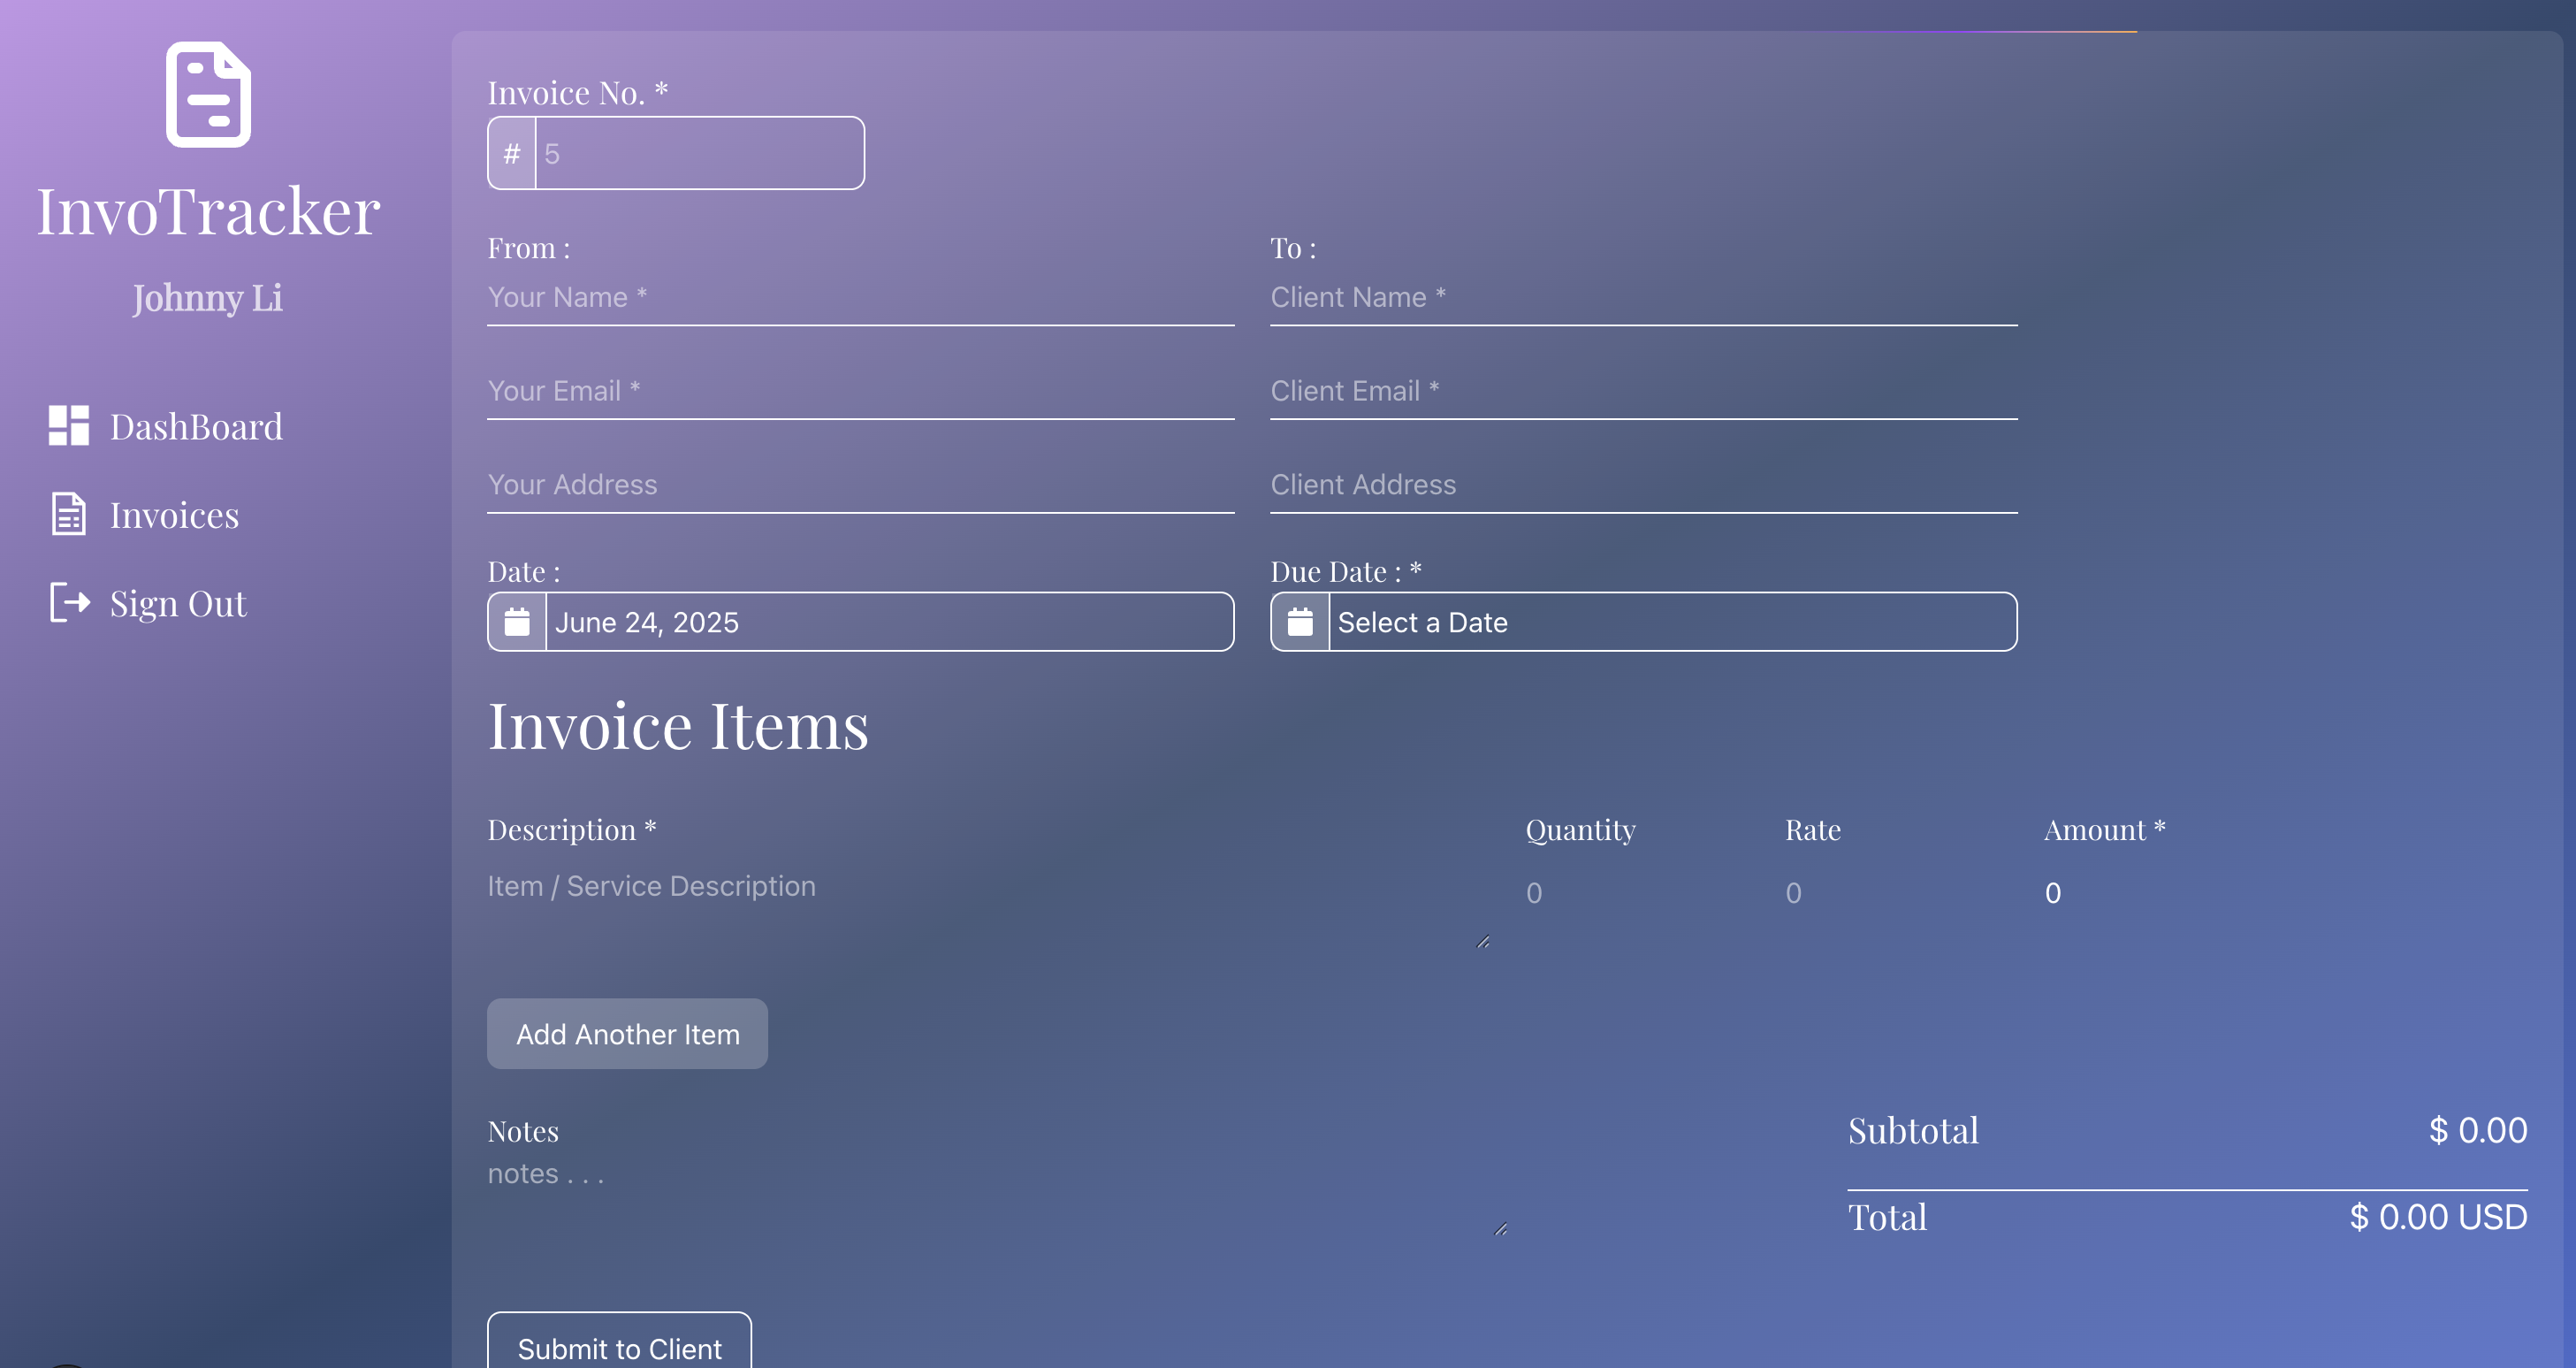 InvoTracker
Johnny Li
DashBoard
Invoices
Sign Out
Invoice No. *
# 5
From :
Your Name *
Your Email *
Your Address
To :
Client Name *
Client Email *
Client Address
Date :
June 24, 2025
Due Date : *
Select a Date
Invoice Items
Description * Quantity Rate Amount *
Item / Service Description 0 0 0
Add Another Item
Notes
notes . . .
Subtotal $ 0.00
Total $ 0.00 USD
Submit to Client